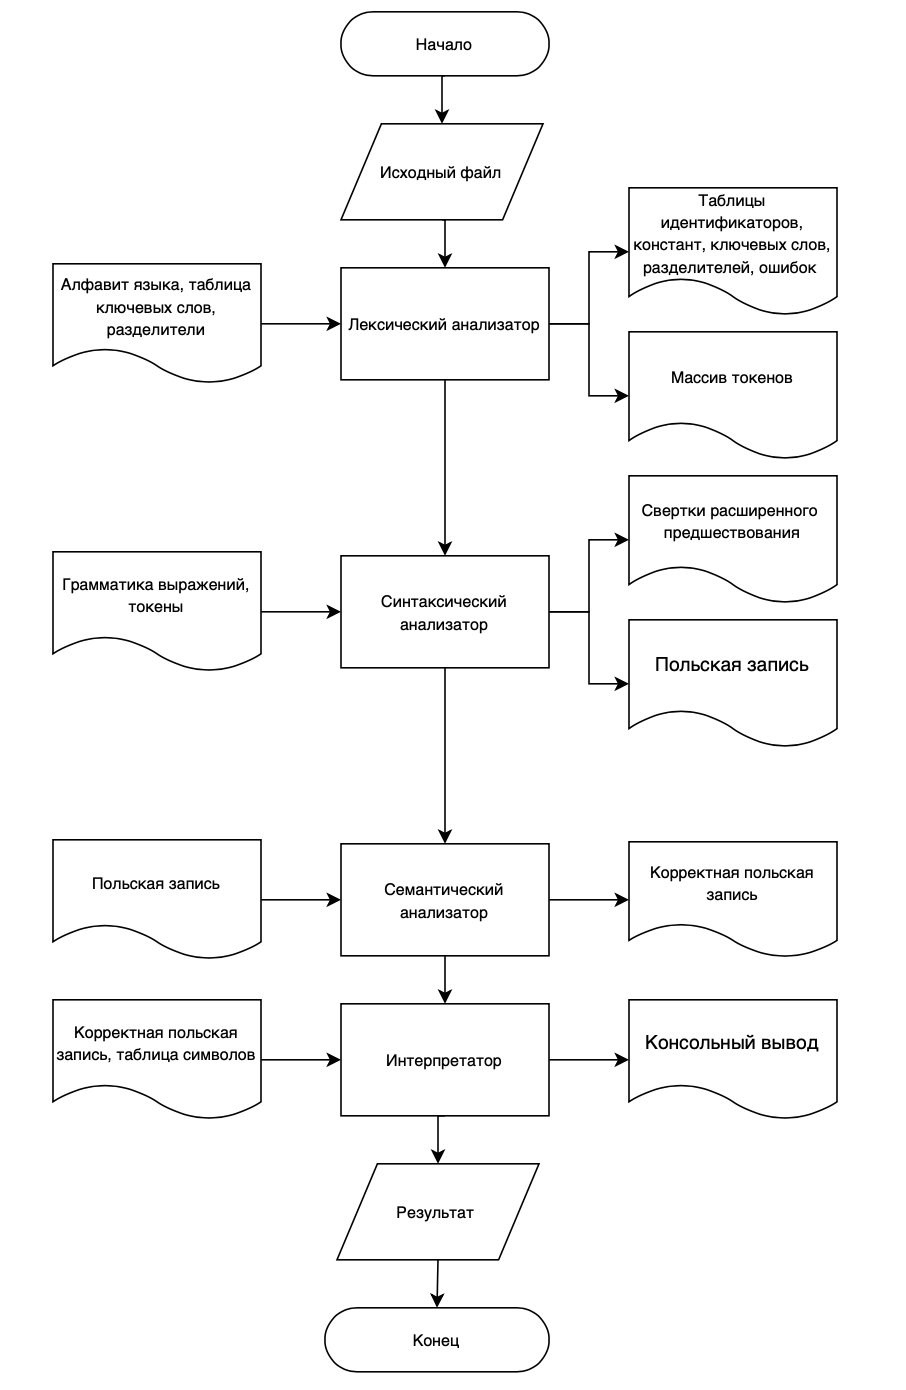 Начало
Исходный файл
Таблицы
идентификаторов,
констант, ключевых слов,
разделителей, ошибок
Алфавит языка, таблица
ключевых слов,
разделители
Лексический анализатор
Массив токенов
Свертки расширенного
предшествования
Грамматика выражений,
токены
Синтаксический
анализатор
Польская запись
Польская запись
Семантический
анализатор
Корректная польская
запись
Корректная польская
запись, таблица символов
Интерпретатор
Консольный вывод
Результат
Конец